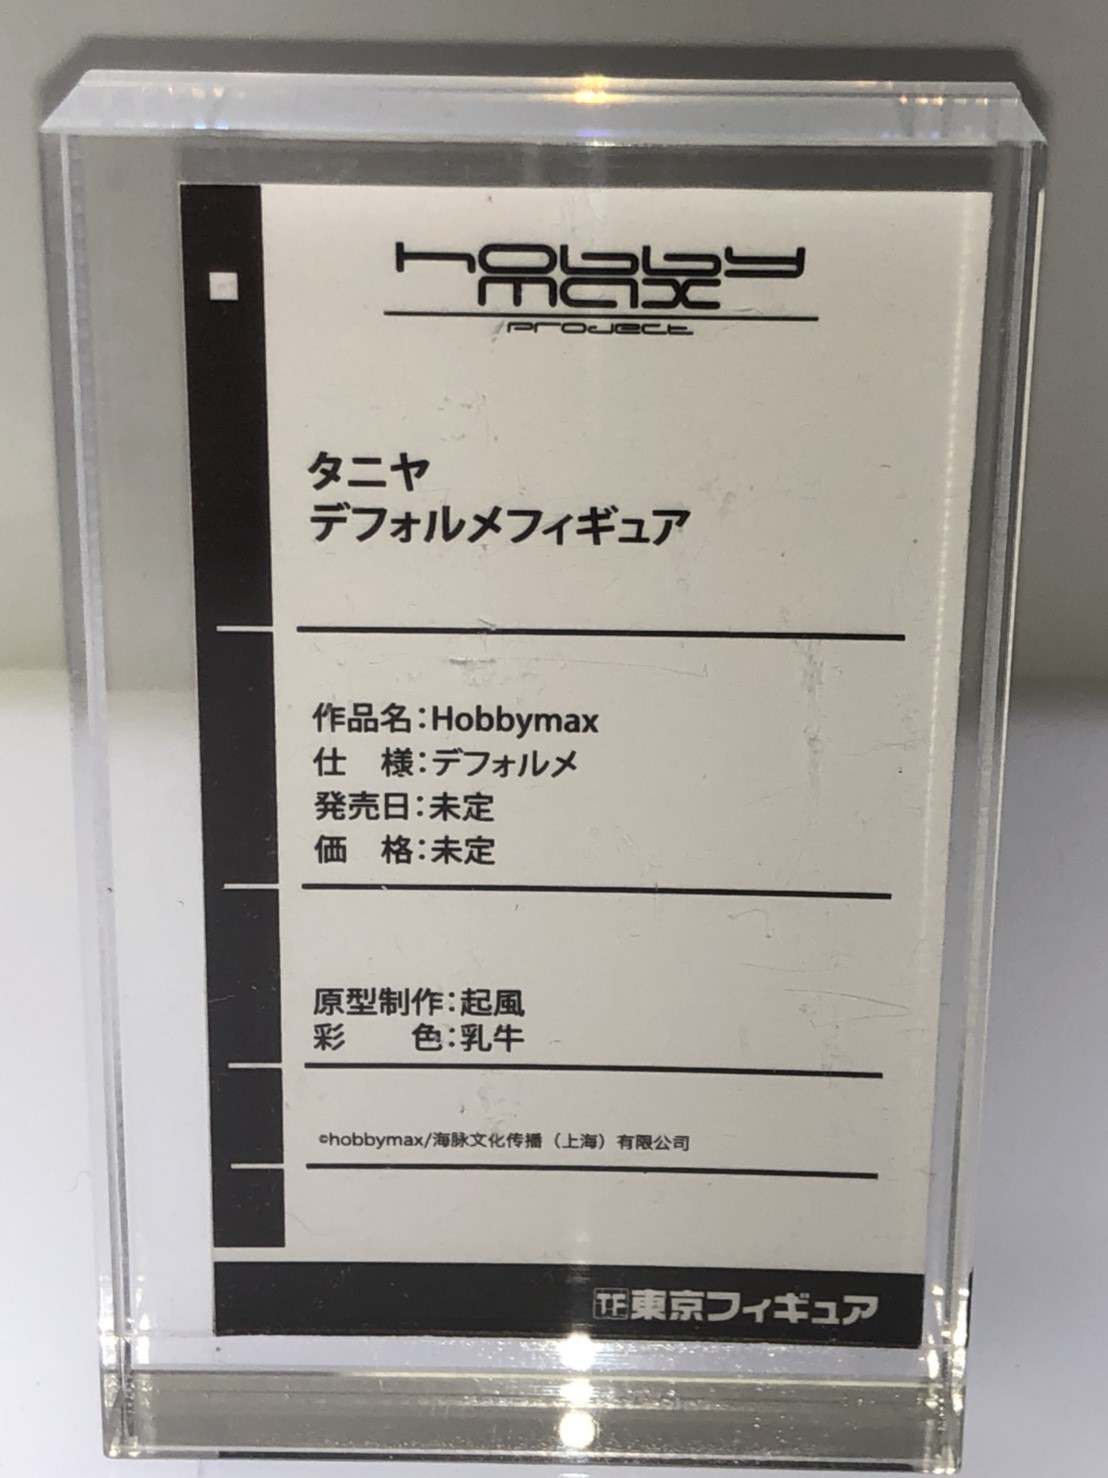 hobby
max
project
タニヤ
デフォルメフィギュア
作品名：Hobbymax
仕　様：デフォルメ
発売日：未定
価　格：未定
原型制作：起風
彩　　色：乳牛
©hobbymax/海脉文化传播（上海）有限公司
TF東京フィギュア